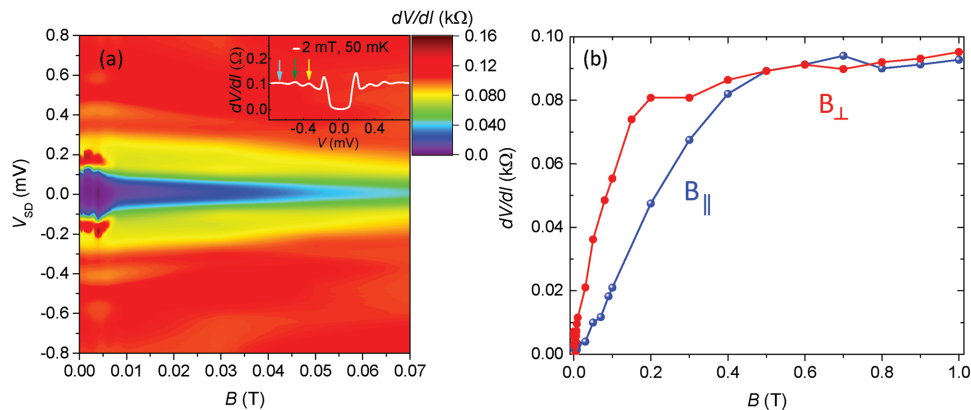 dV/dI (kΩ)
(a)
2 mT, 50 mK
dV/dI (Ω)
0.2
0.1
0.0
-0.4 0.0 0.4
V (mV)
0.16
0.12
0.080
0.040
0.0
0.8
0.6
0.4
0.2
0.0
-0.2
-0.4
-0.6
-0.8
V_SD (mV)
0.00 0.01 0.02 0.03 0.04 0.05 0.06 0.07
B (T)
(b)
0.10
0.08
0.06
0.04
0.02
0.00
dV/dI (kΩ)
B⊥
B∥
0.0 0.2 0.4 0.6 0.8 1.0
B (T)